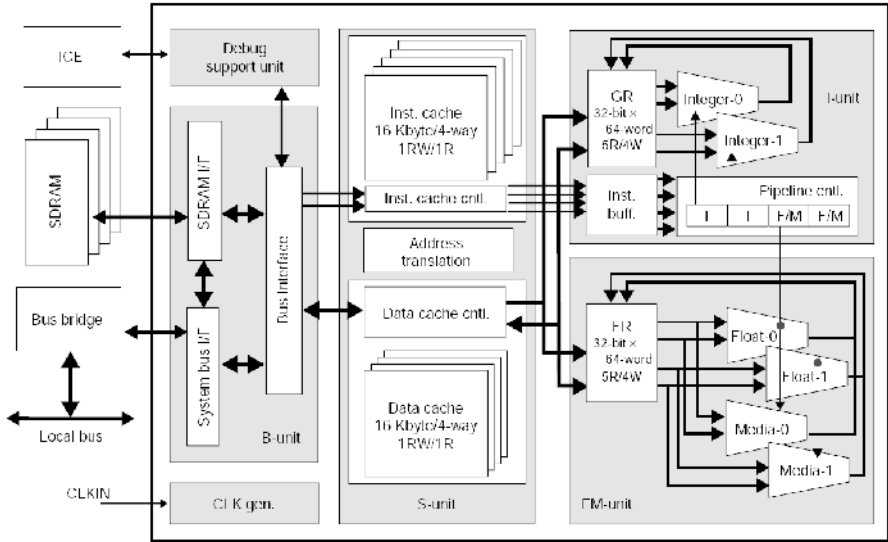 ICE
Debug
support unit
SDRAM
SDRAM I/F
Bus Interface
Bus bridge
System bus I/F
B-unit
Local bus
CLKIN
CLK gen.
Inst. cache
16 Kbyte/4-way
1RW/1R
Inst. cache cntl.
Address
translation
Data cache cntl.
Data cache
16 Kbyte/4-way
1RW/1R
S-unit
GR
32-bit ×
64-word
5R/4W
Integer-0
Integer-1
I-unit
Inst.
buff.
Pipeline cntl.
I I F/M F/M
FR
32-bit ×
64-word
5R/4W
Float-0
Float-1
Media-0
Media-1
FM-unit